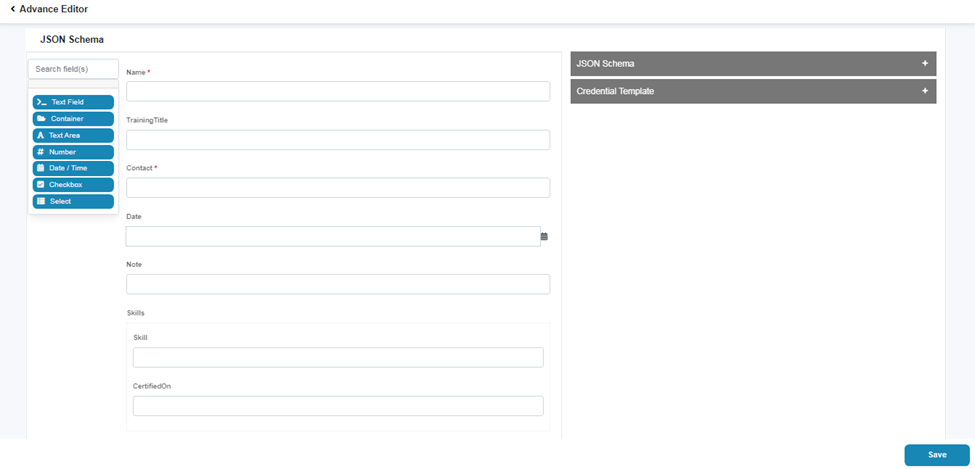 Advance Editor
JSON Schema
Search field(s)
Text Field
Container
Text Area
Number
Date / Time
Checkbox
Select
Name *
TrainingTitle
Contact *
Date
Note
Skills
Skill
CertifiedOn
JSON Schema +
Credential Template +
Save